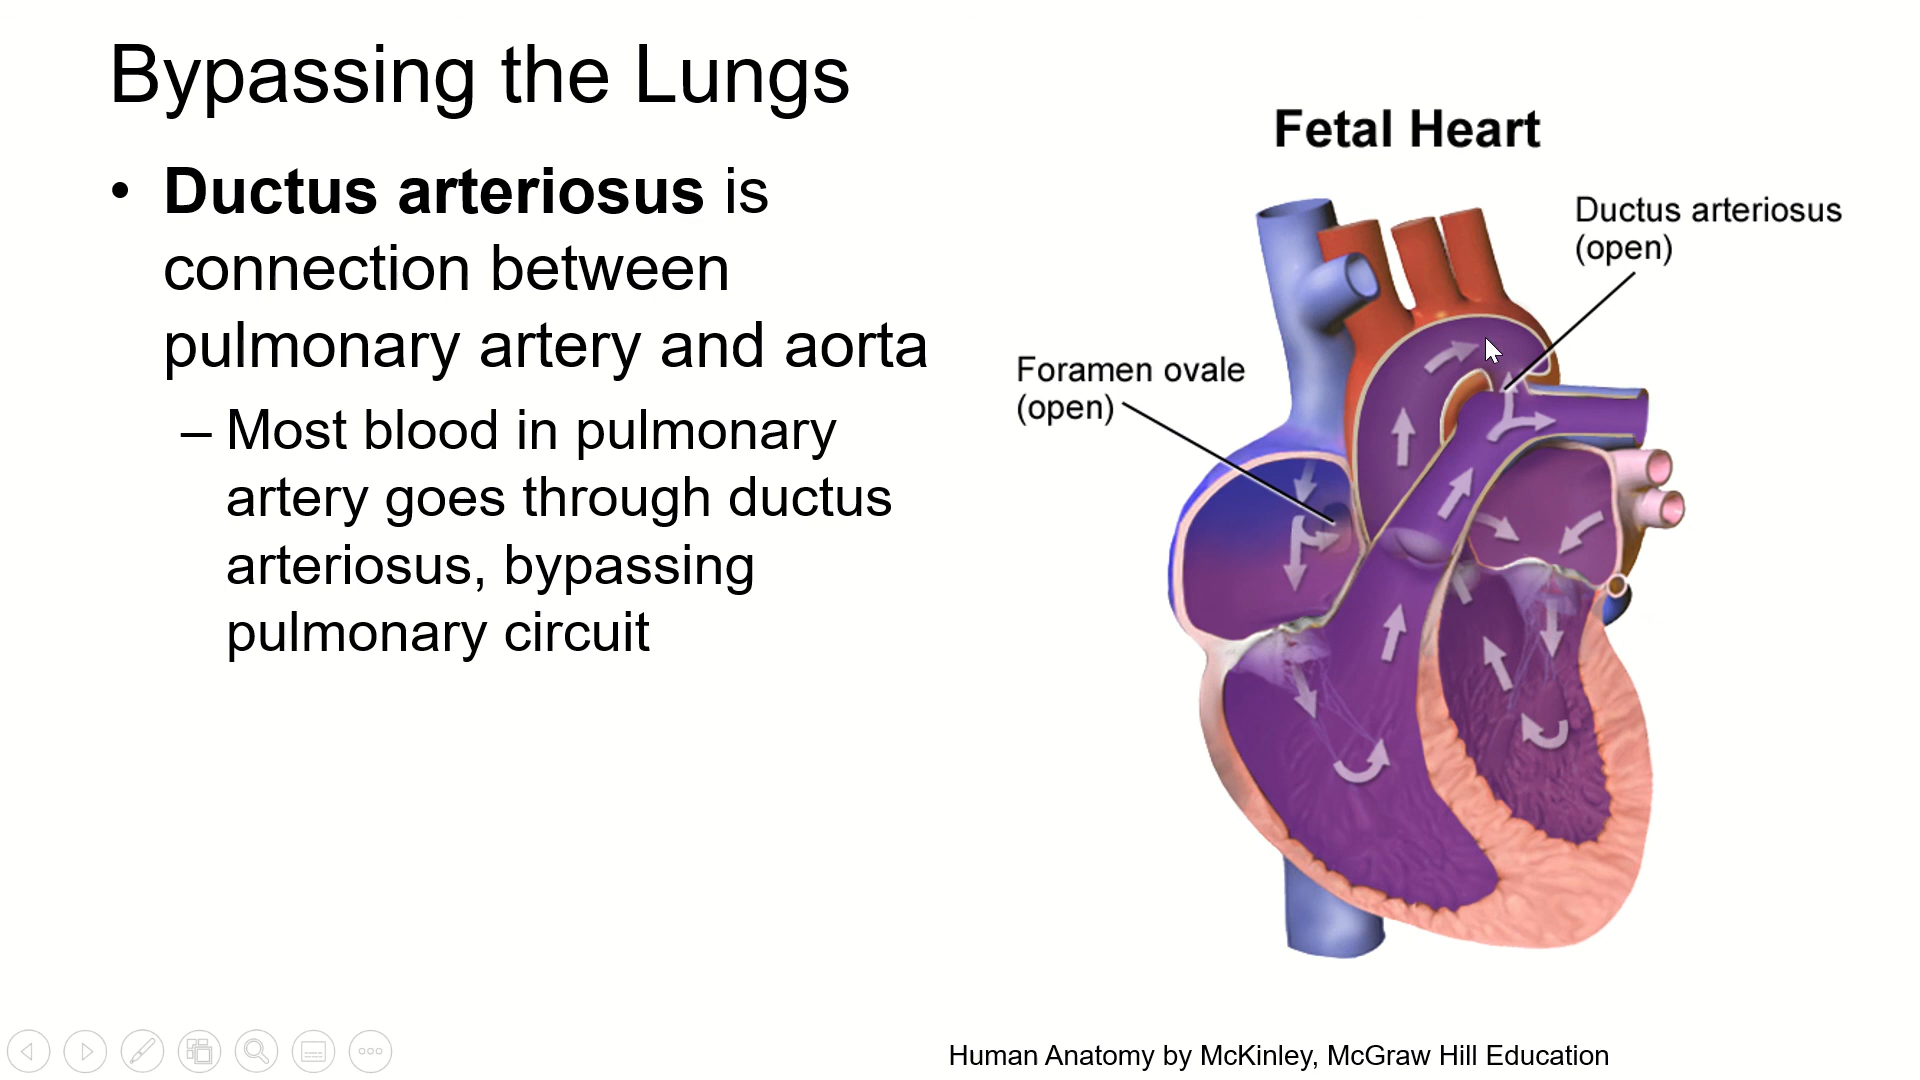 Bypassing the Lungs
• Ductus arteriosus is
connection between
pulmonary artery and aorta
– Most blood in pulmonary
artery goes through ductus
arteriosus, bypassing
pulmonary circuit
Fetal Heart
Ductus arteriosus
(open)
Foramen ovale
(open)
Human Anatomy by McKinley, McGraw Hill Education